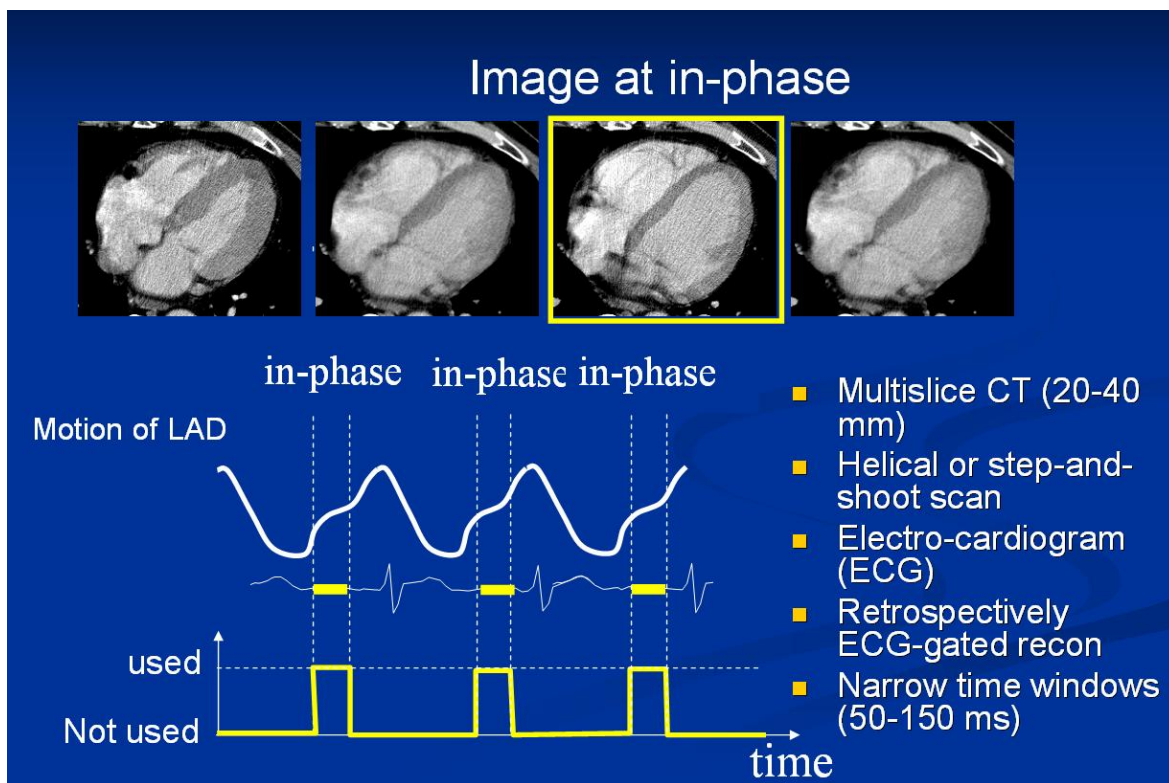 Image at in-phase
in-phase in-phase in-phase
Motion of LAD
used
Not used
time
Multislice CT (20-40
mm)
Helical or step-and-
shoot scan
Electro-cardiogram
(ECG)
Retrospectively
ECG-gated recon
Narrow time windows
(50-150 ms)